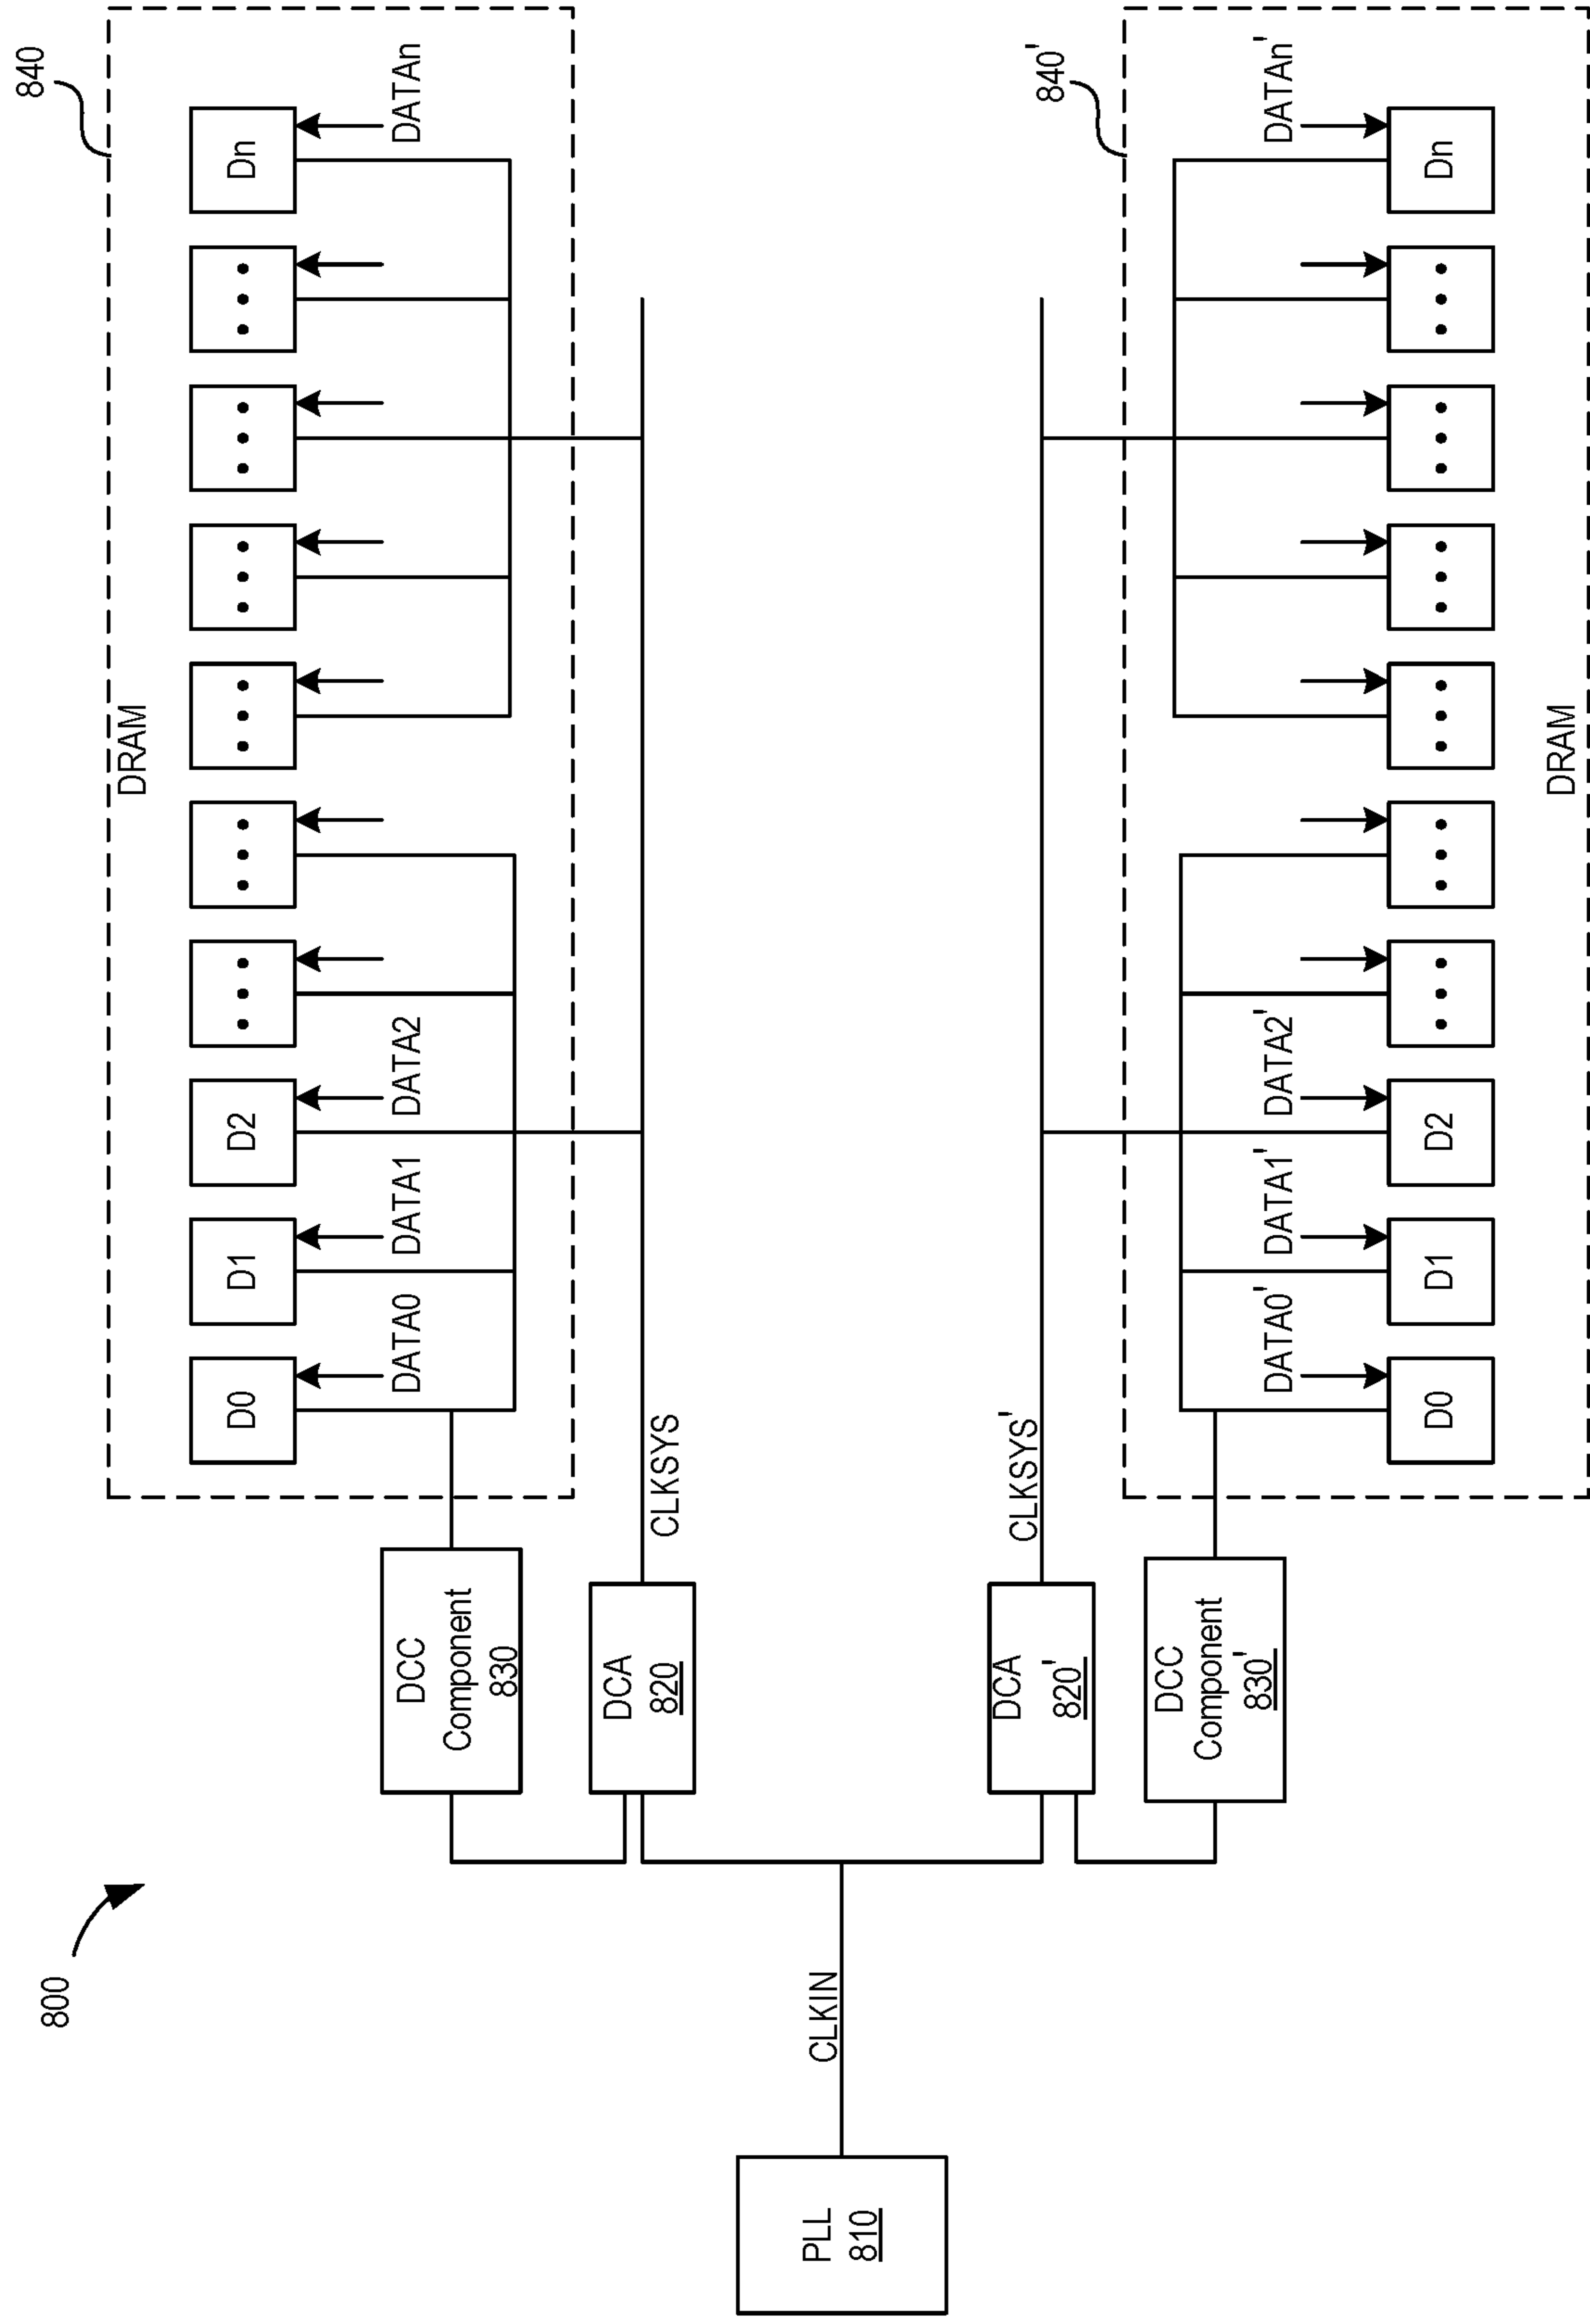 800
840
DRAM
D0
D1
D2
•••
•••
•••
•••
•••
•••
Dn
DATA0
DATA1
DATA2
DATAn
DCC
Component
830
DCA
820
CLKSYS
PLL
810
CLKIN
DCA
820'
CLKSYS'
840'
DCC
Component
830'
DATA0'
DATA1'
DATA2'
DATAn'
D0
D1
D2
•••
•••
•••
•••
•••
•••
Dn
DRAM